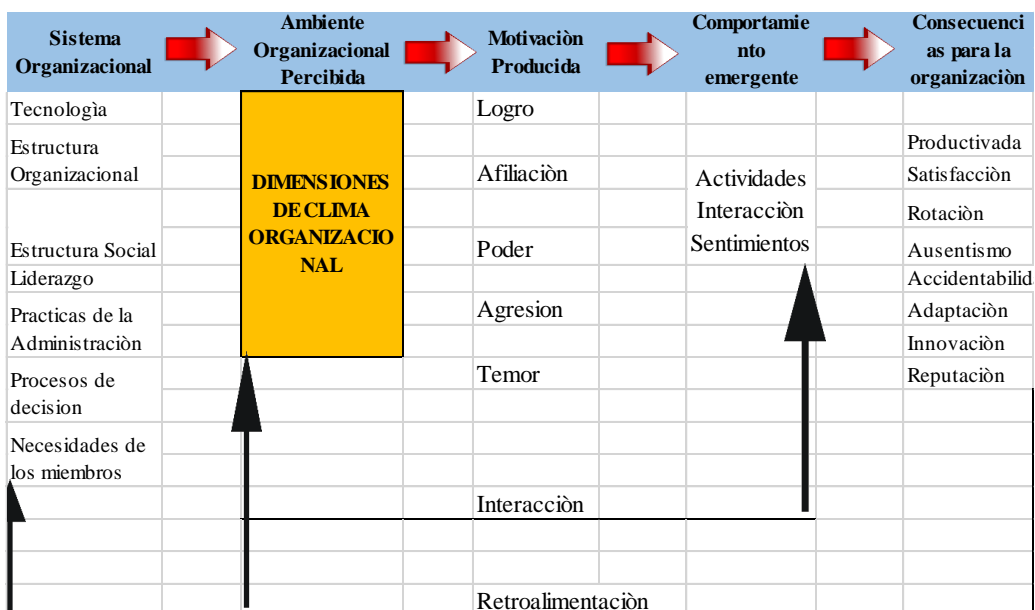 Sistema
Organizacional
Ambiente
Organizacional
Percibida
Motivaciòn
Producida
Comportamie
nto
emergente
Consecuenci
as para la
organizaciòn
Tecnologìa
Estructura
Organizacional
Estructura Social
Liderazgo
Practicas de la
Administraciòn
Procesos de
decision
Necesidades de
los miembros
DIMENSIONES
DE CLIMA
ORGANIZACIO
NAL
Logro
Afiliaciòn
Poder
Agresion
Temor
Interacciòn
Retroalimentaciòn
Actividades
Interacciòn
Sentimientos
Productivada
Satisfacciòn
Rotaciòn
Ausentismo
Accidentabilida
Adaptaciòn
Innovaciòn
Reputaciòn